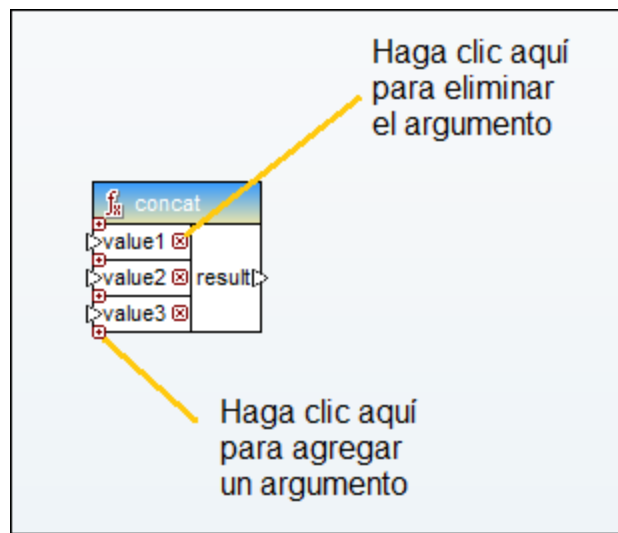 Haga clic aquí
para eliminar
el argumento
fx concat
value1
value2 result
value3
Haga clic aquí
para agregar
un argumento